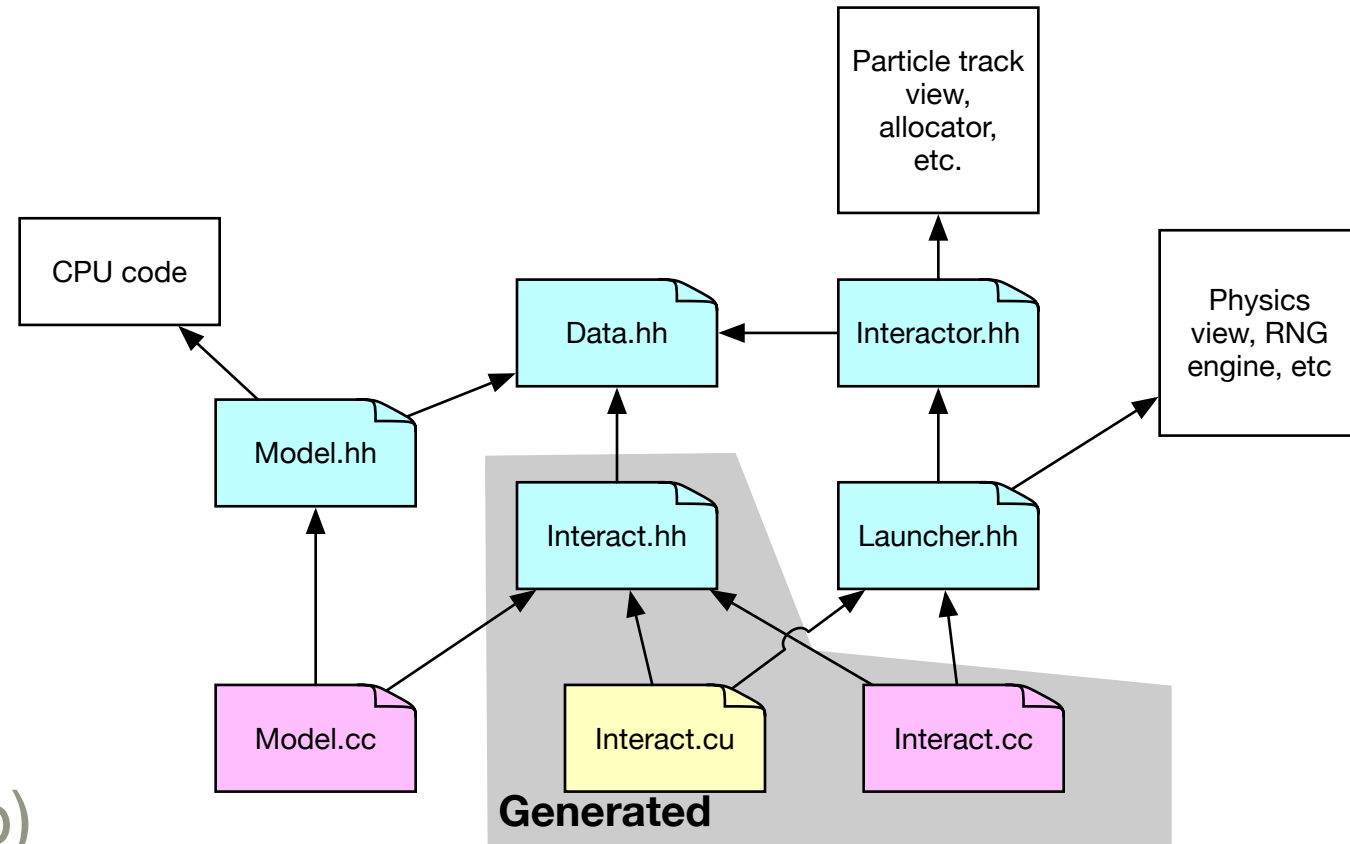 Particle track
view,
allocator,
etc.
CPU code
Data.hh
Interactor.hh
Physics
view, RNG
engine, etc
Model.hh
Interact.hh
Launcher.hh
Model.cc
Interact.cu
Interact.cc
Generated
)